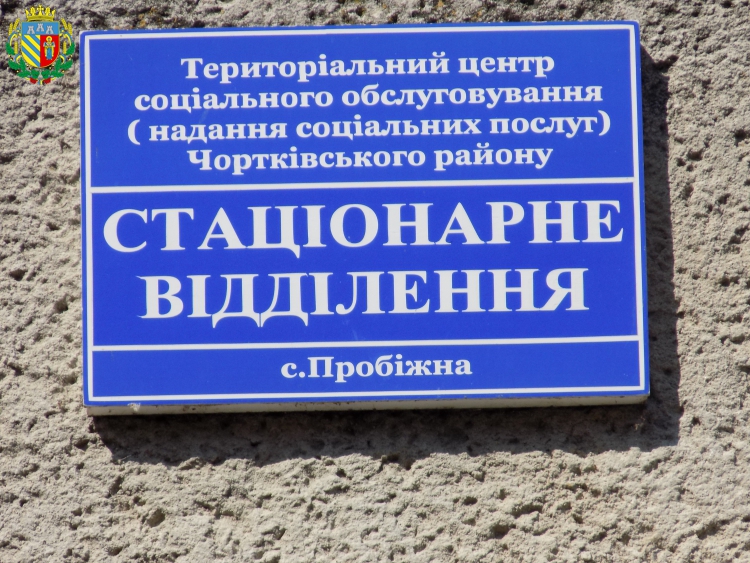 Територіальний центр
соціального обслуговування
( надання соціальних послуг)
Чортківського району
СТАЦІОНАРНЕ
ВІДДІЛЕННЯ
с.Пробіжна